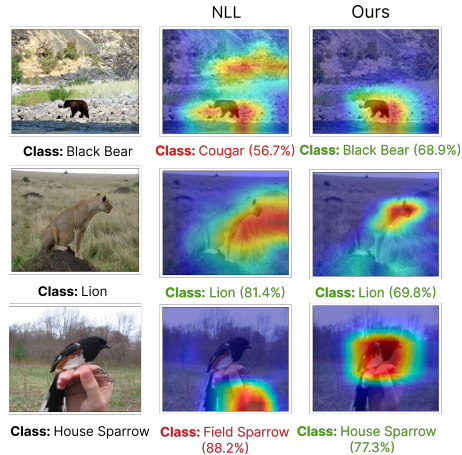 NLL Ours
Class: Black Bear Class: Cougar (56.7%) Class: Black Bear (68.9%)
Class: Lion Class: Lion (81.4%) Class: Lion (69.8%)
Class: House Sparrow Class: Field Sparrow Class: House Sparrow
(88.2%) (77.3%)